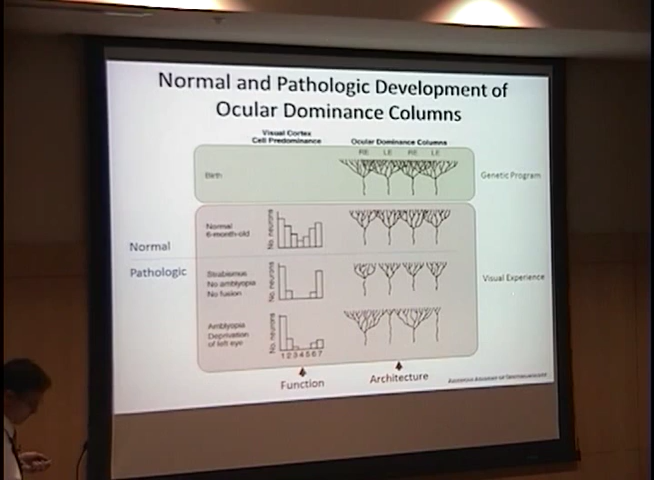 Normal and Pathologic Development of
Ocular Dominance Columns
Visual Cortex
Cell Predominance
Ocular Dominance Columns
RE LE RE LE
Birth
Genetic Program
Normal
6-month-old
No. neurons
Normal
Pathologic
Strabismus
No amblyopia
No fusion
No. neurons
Visual Experience
Amblyopia
Deprivation
of left eye
No. neurons
1 2 3 4 5 6 7
Function
Architecture